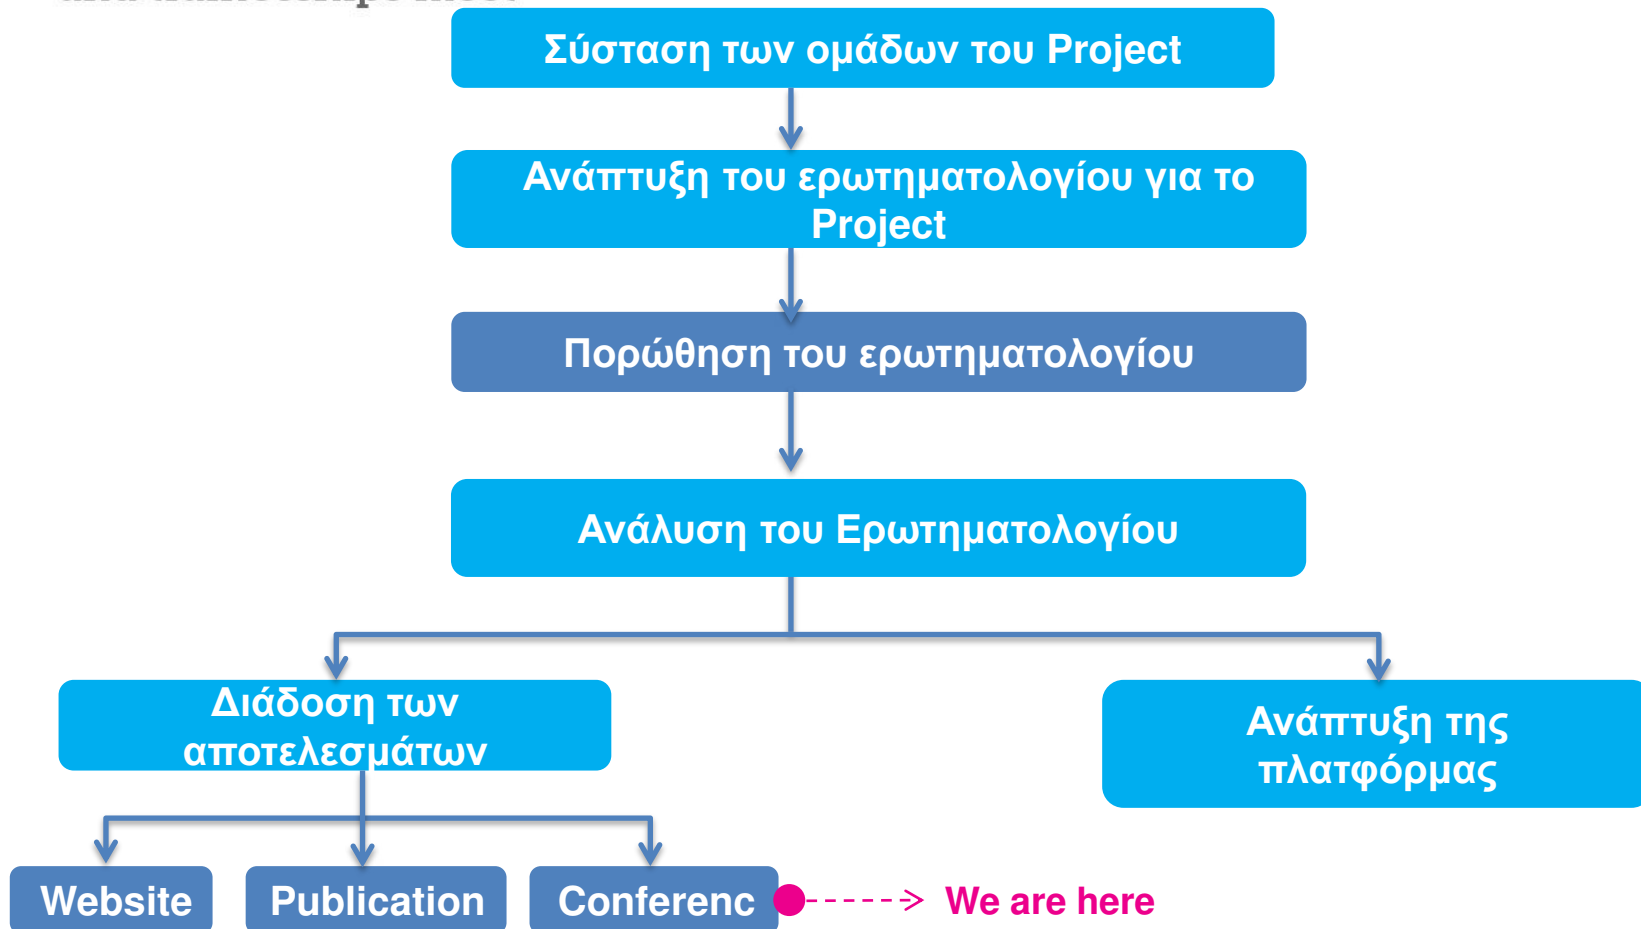 Σύσταση των ομάδων του Project
Ανάπτυξη του ερωτηματολογίου για το
Project
Πορώθηση του ερωτηματολογίου
Ανάλυση του Ερωτηματολογίου
Διάδοση των
αποτελεσμάτων
Ανάπτυξη της
πλατφόρμας
Website
Publication
Conferenc
We are here